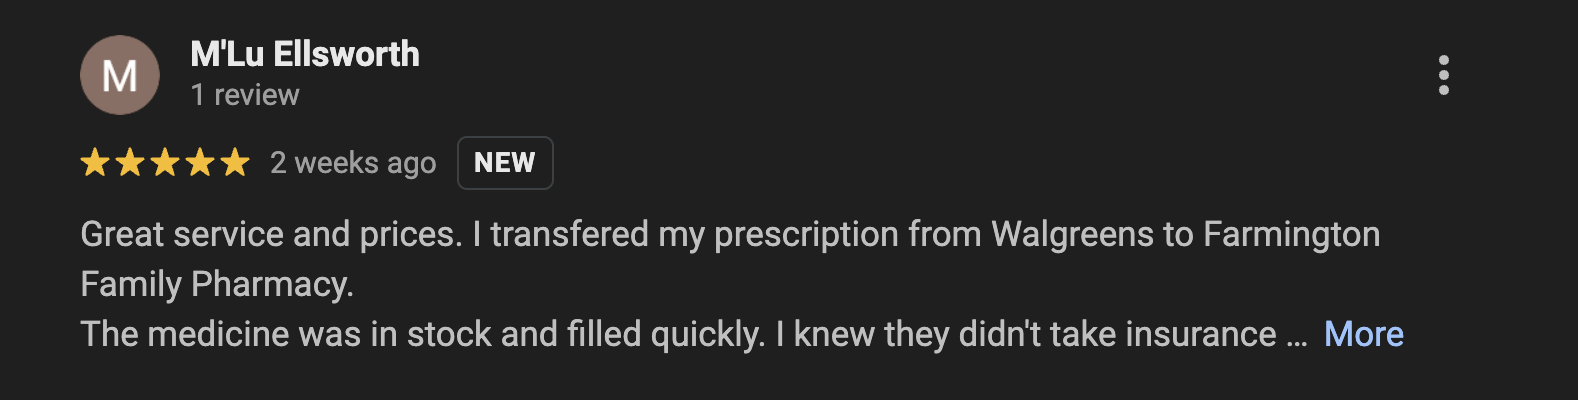 M
M'Lu Ellsworth
1 review
2 weeks ago NEW
Great service and prices. I transfered my prescription from Walgreens to Farmington
Family Pharmacy.
The medicine was in stock and filled quickly. I knew they didn't take insurance ... More